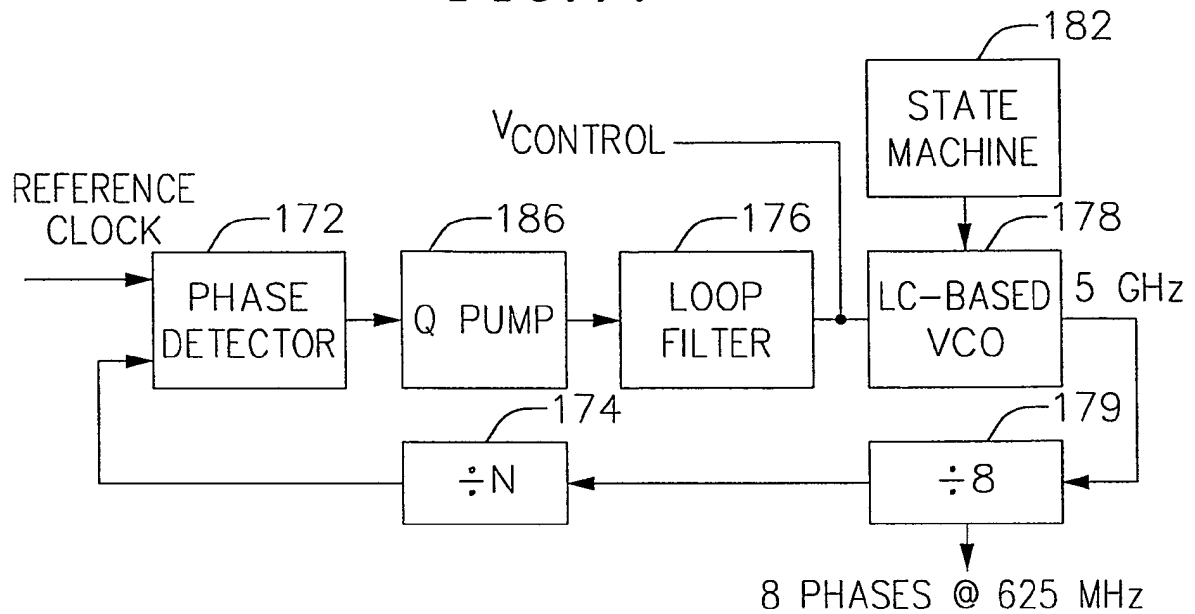 182
STATE
MACHINE
VCONTROL
REFERENCE
CLOCK
172
186
176
178
PHASE
DETECTOR
Q PUMP
LOOP
FILTER
LC-BASED
VCO
5 GHz
174
179
÷N
÷8
8 PHASES @ 625 MHz